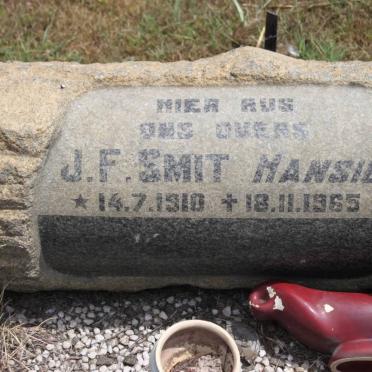 HIER RUS
ONS OUERS
J.F. SMIT HANSIE
★ 14.7.1910 ✝ 18.11.1965